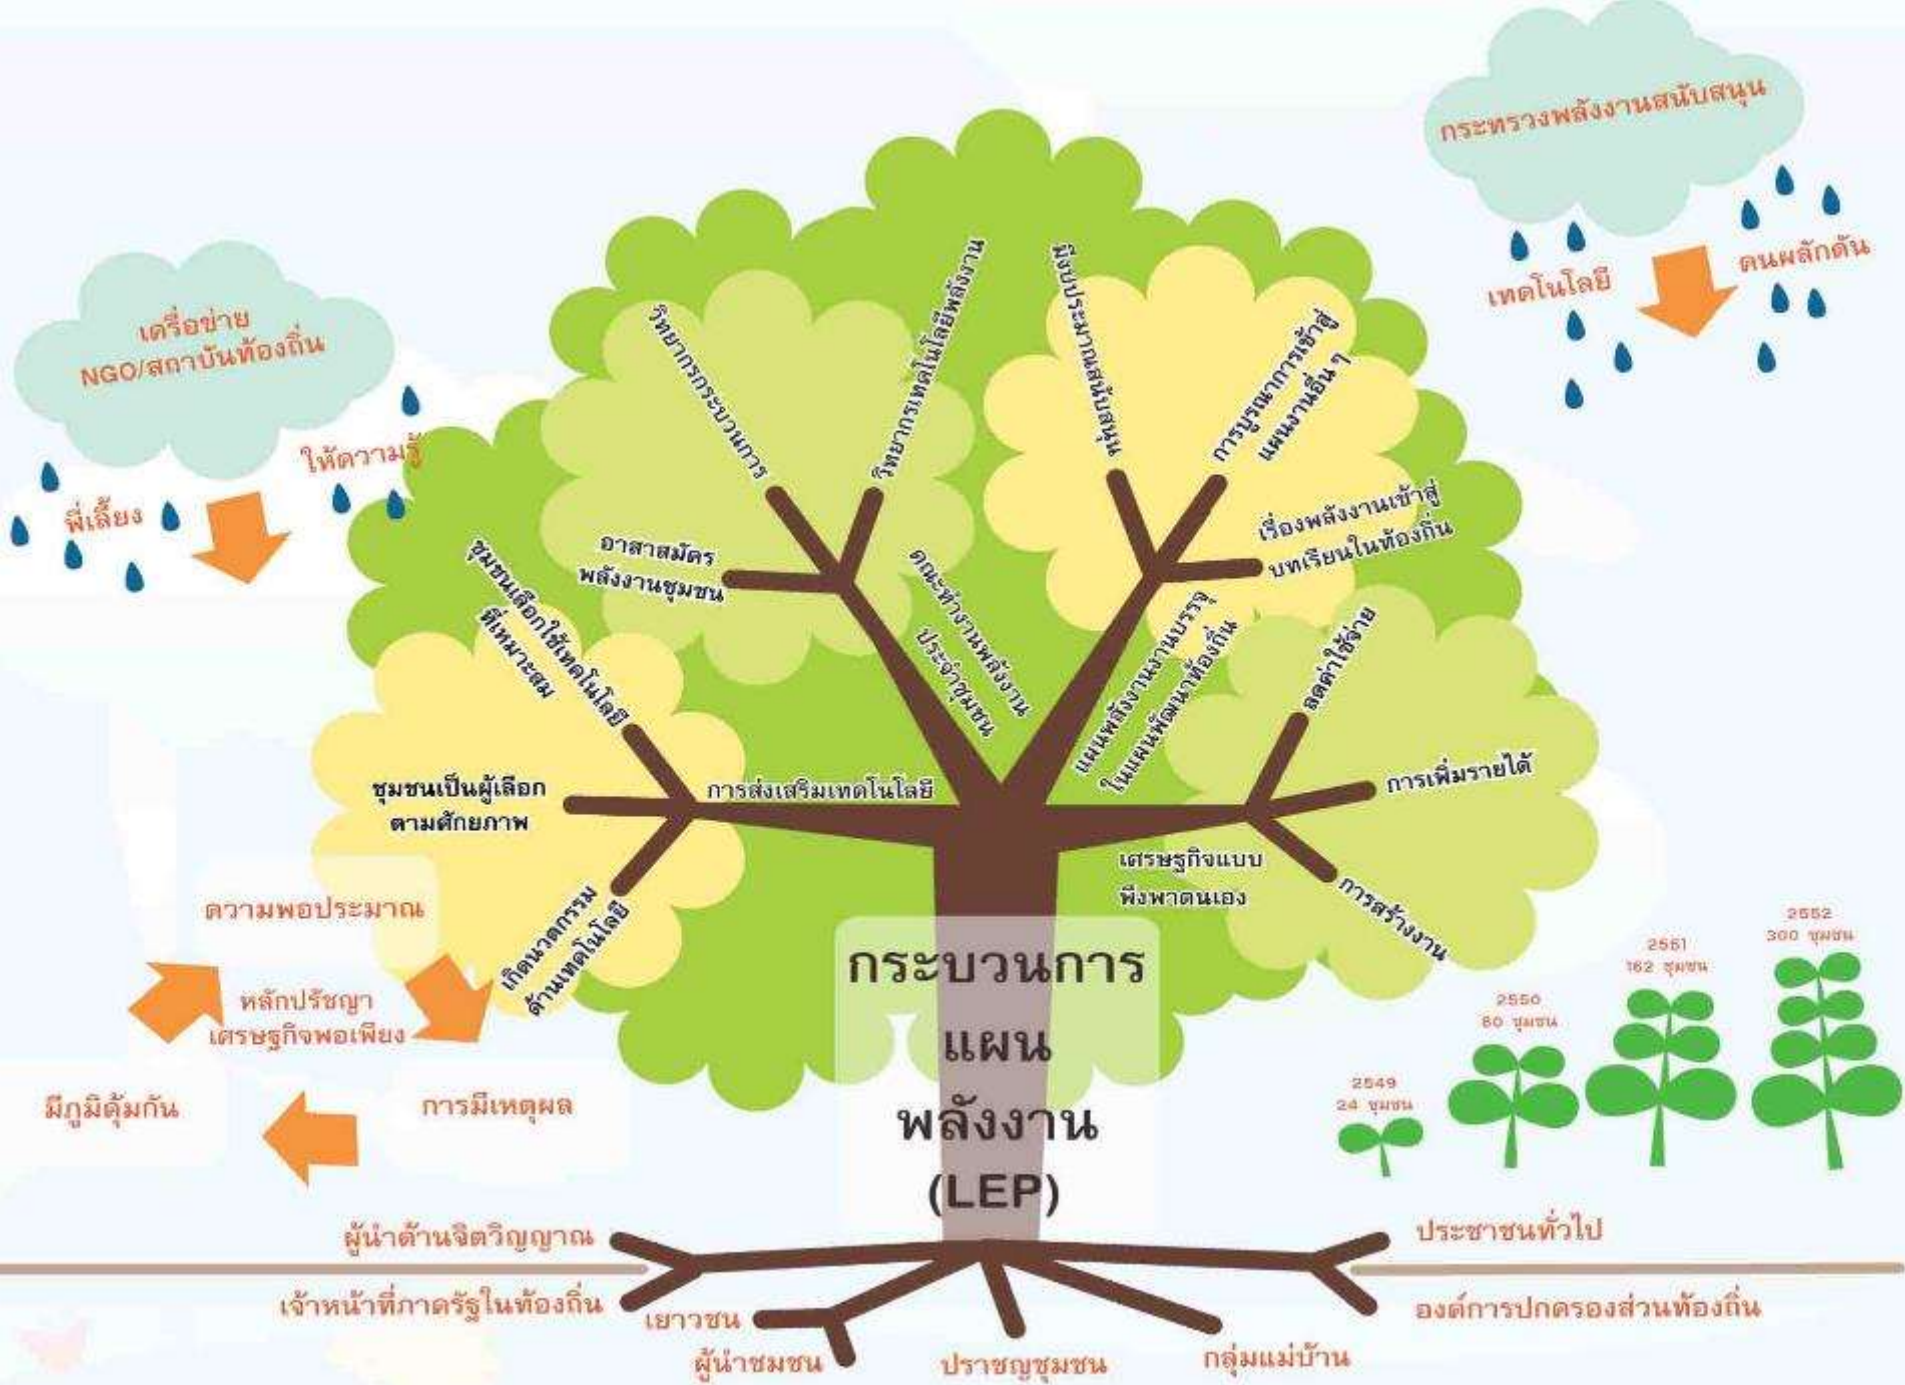 กระทรวงพลังงานสนับสนุน
เทคโนโลยี
คนผลักดัน
เครือข่าย
NGO/สถาบันท้องถิ่น
ให้ความรู้
พี่เลี้ยง
วิทยากรกระบวนการ
วิทยากรเทคโนโลยีพลังงาน
อาสาสมัคร
พลังงานชุมชน
คณะทำงานพลังงาน
ประจำชุมชน
มีงบประมาณสนับสนุน
การบูรณาการเข้าสู่
แผนงานอื่น ๆ
เรื่องพลังงานเข้าสู่
บทเรียนในท้องถิ่น
แผนพลังงานงานบรรจุ
ในแผนพัฒนาท้องถิ่น
ชุมชนเลือกใช้เทคโนโลยี
ที่เหมาะสม
ชุมชนเป็นผู้เลือก
ตามศักยภาพ
เกิดนวตกรรม
ด้านเทคโนโลยี
การส่งเสริมเทคโนโลยี
ลดค่าใช้จ่าย
การเพิ่มรายได้
การสร้างงาน
เศรษฐกิจแบบ
พึงพาตนเอง
ความพอประมาณ
หลักปรัชญา
เศรษฐกิจพอเพียง
มีภูมิคุ้มกัน
การมีเหตุผล
กระบวนการ
แผน
พลังงาน
(LEP)
2549
24 ชุมชน
2550
80 ชุมชน
2551
162 ชุมชน
2552
300 ชุมชน
ผู้นำด้านจิตวิญญาณ
เจ้าหน้าที่ภาครัฐในท้องถิ่น
เยาวชน
ผู้นำชุมชน
ปราชญชุมชน
กลุ่มแม่บ้าน
ประชาชนทั่วไป
องค์การปกครองส่วนท้องถิ่น